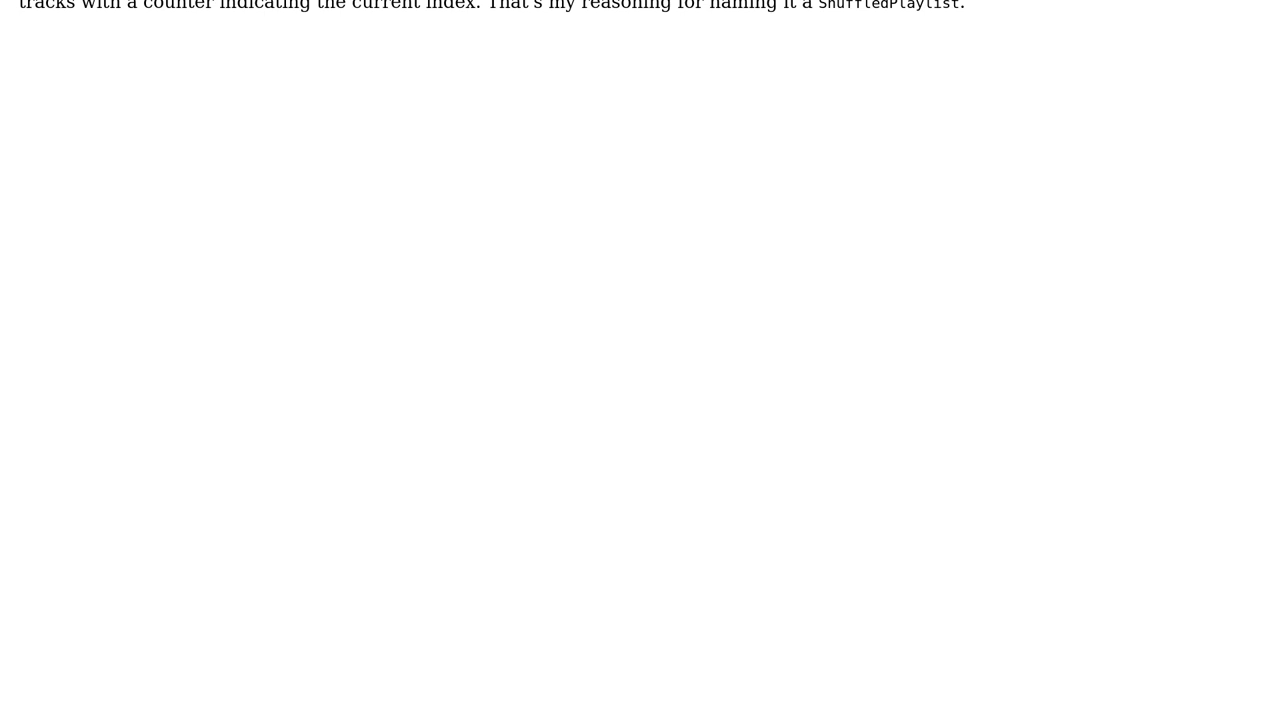 tracks with a counter indicating the current index. That's my reasoning for naming it a ShuffledPlaylist.